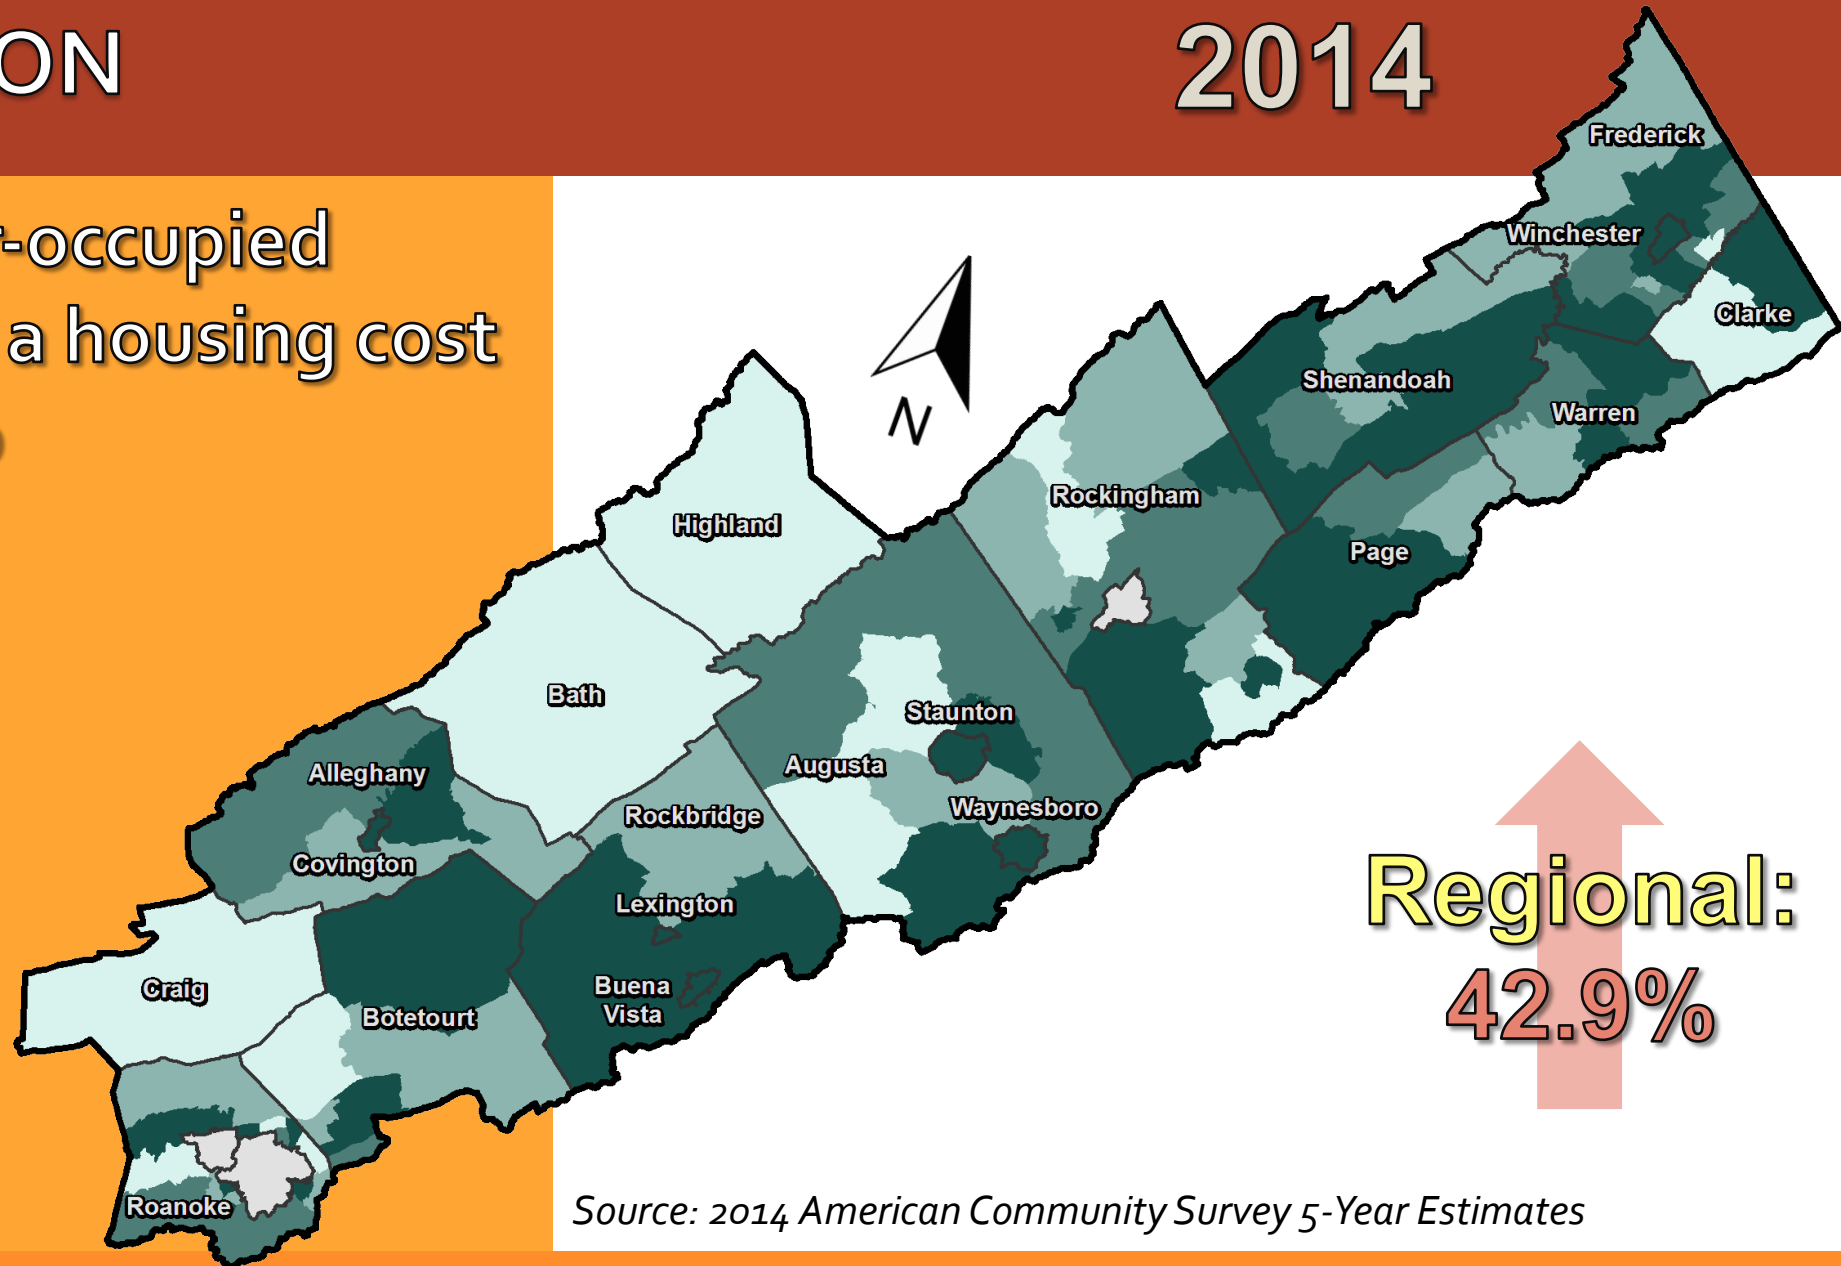 ON
2014
-occupied
a housing cost
N
Frederick
Winchester
Clarke
Shenandoah
Warren
Rockingham
Page
Highland
Bath
Staunton
Augusta
Waynesboro
Alleghany
Covington
Rockbridge
Lexington
Buena
Vista
Craig
Botetourt
Roanoke
Regional:
42.9%
Source: 2014 American Community Survey 5-Year Estimates